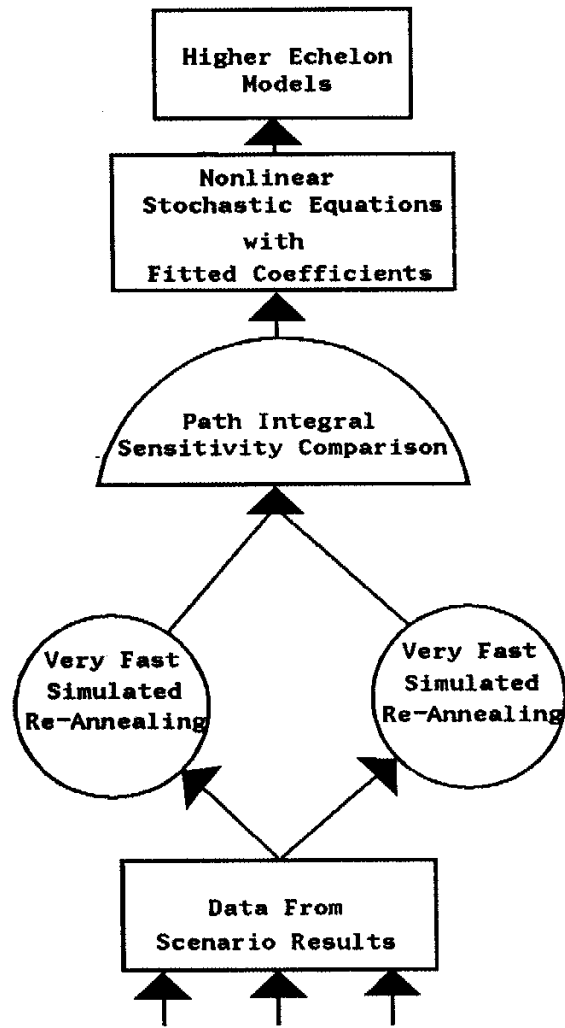 Higher Echelon
Models
Nonlinear
Stochastic Equations
with
Fitted Coefficients
Path Integral
Sensitivity Comparison
Very Fast
Simulated
Re-Annealing
Very Fast
Simulated
Re-Annealing
Data From
Scenario Results